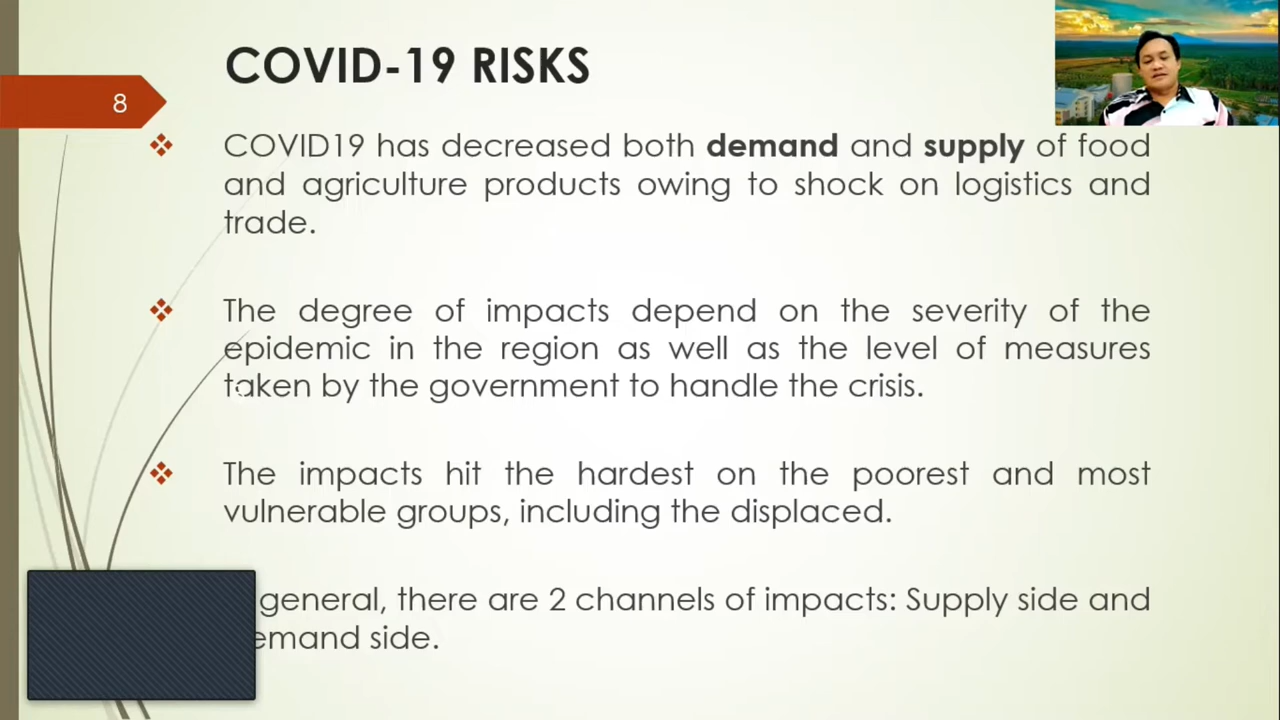 COVID-19 RISKS
8
COVID19 has decreased both demand and supply of food
and agriculture products owing to shock on logistics and
trade.
The degree of impacts depend on the severity of the
epidemic in the region as well as the level of measures
taken by the government to handle the crisis.
The impacts hit the hardest on the poorest and most
vulnerable groups, including the displaced.
general, there are 2 channels of impacts: Supply side and
emand side.